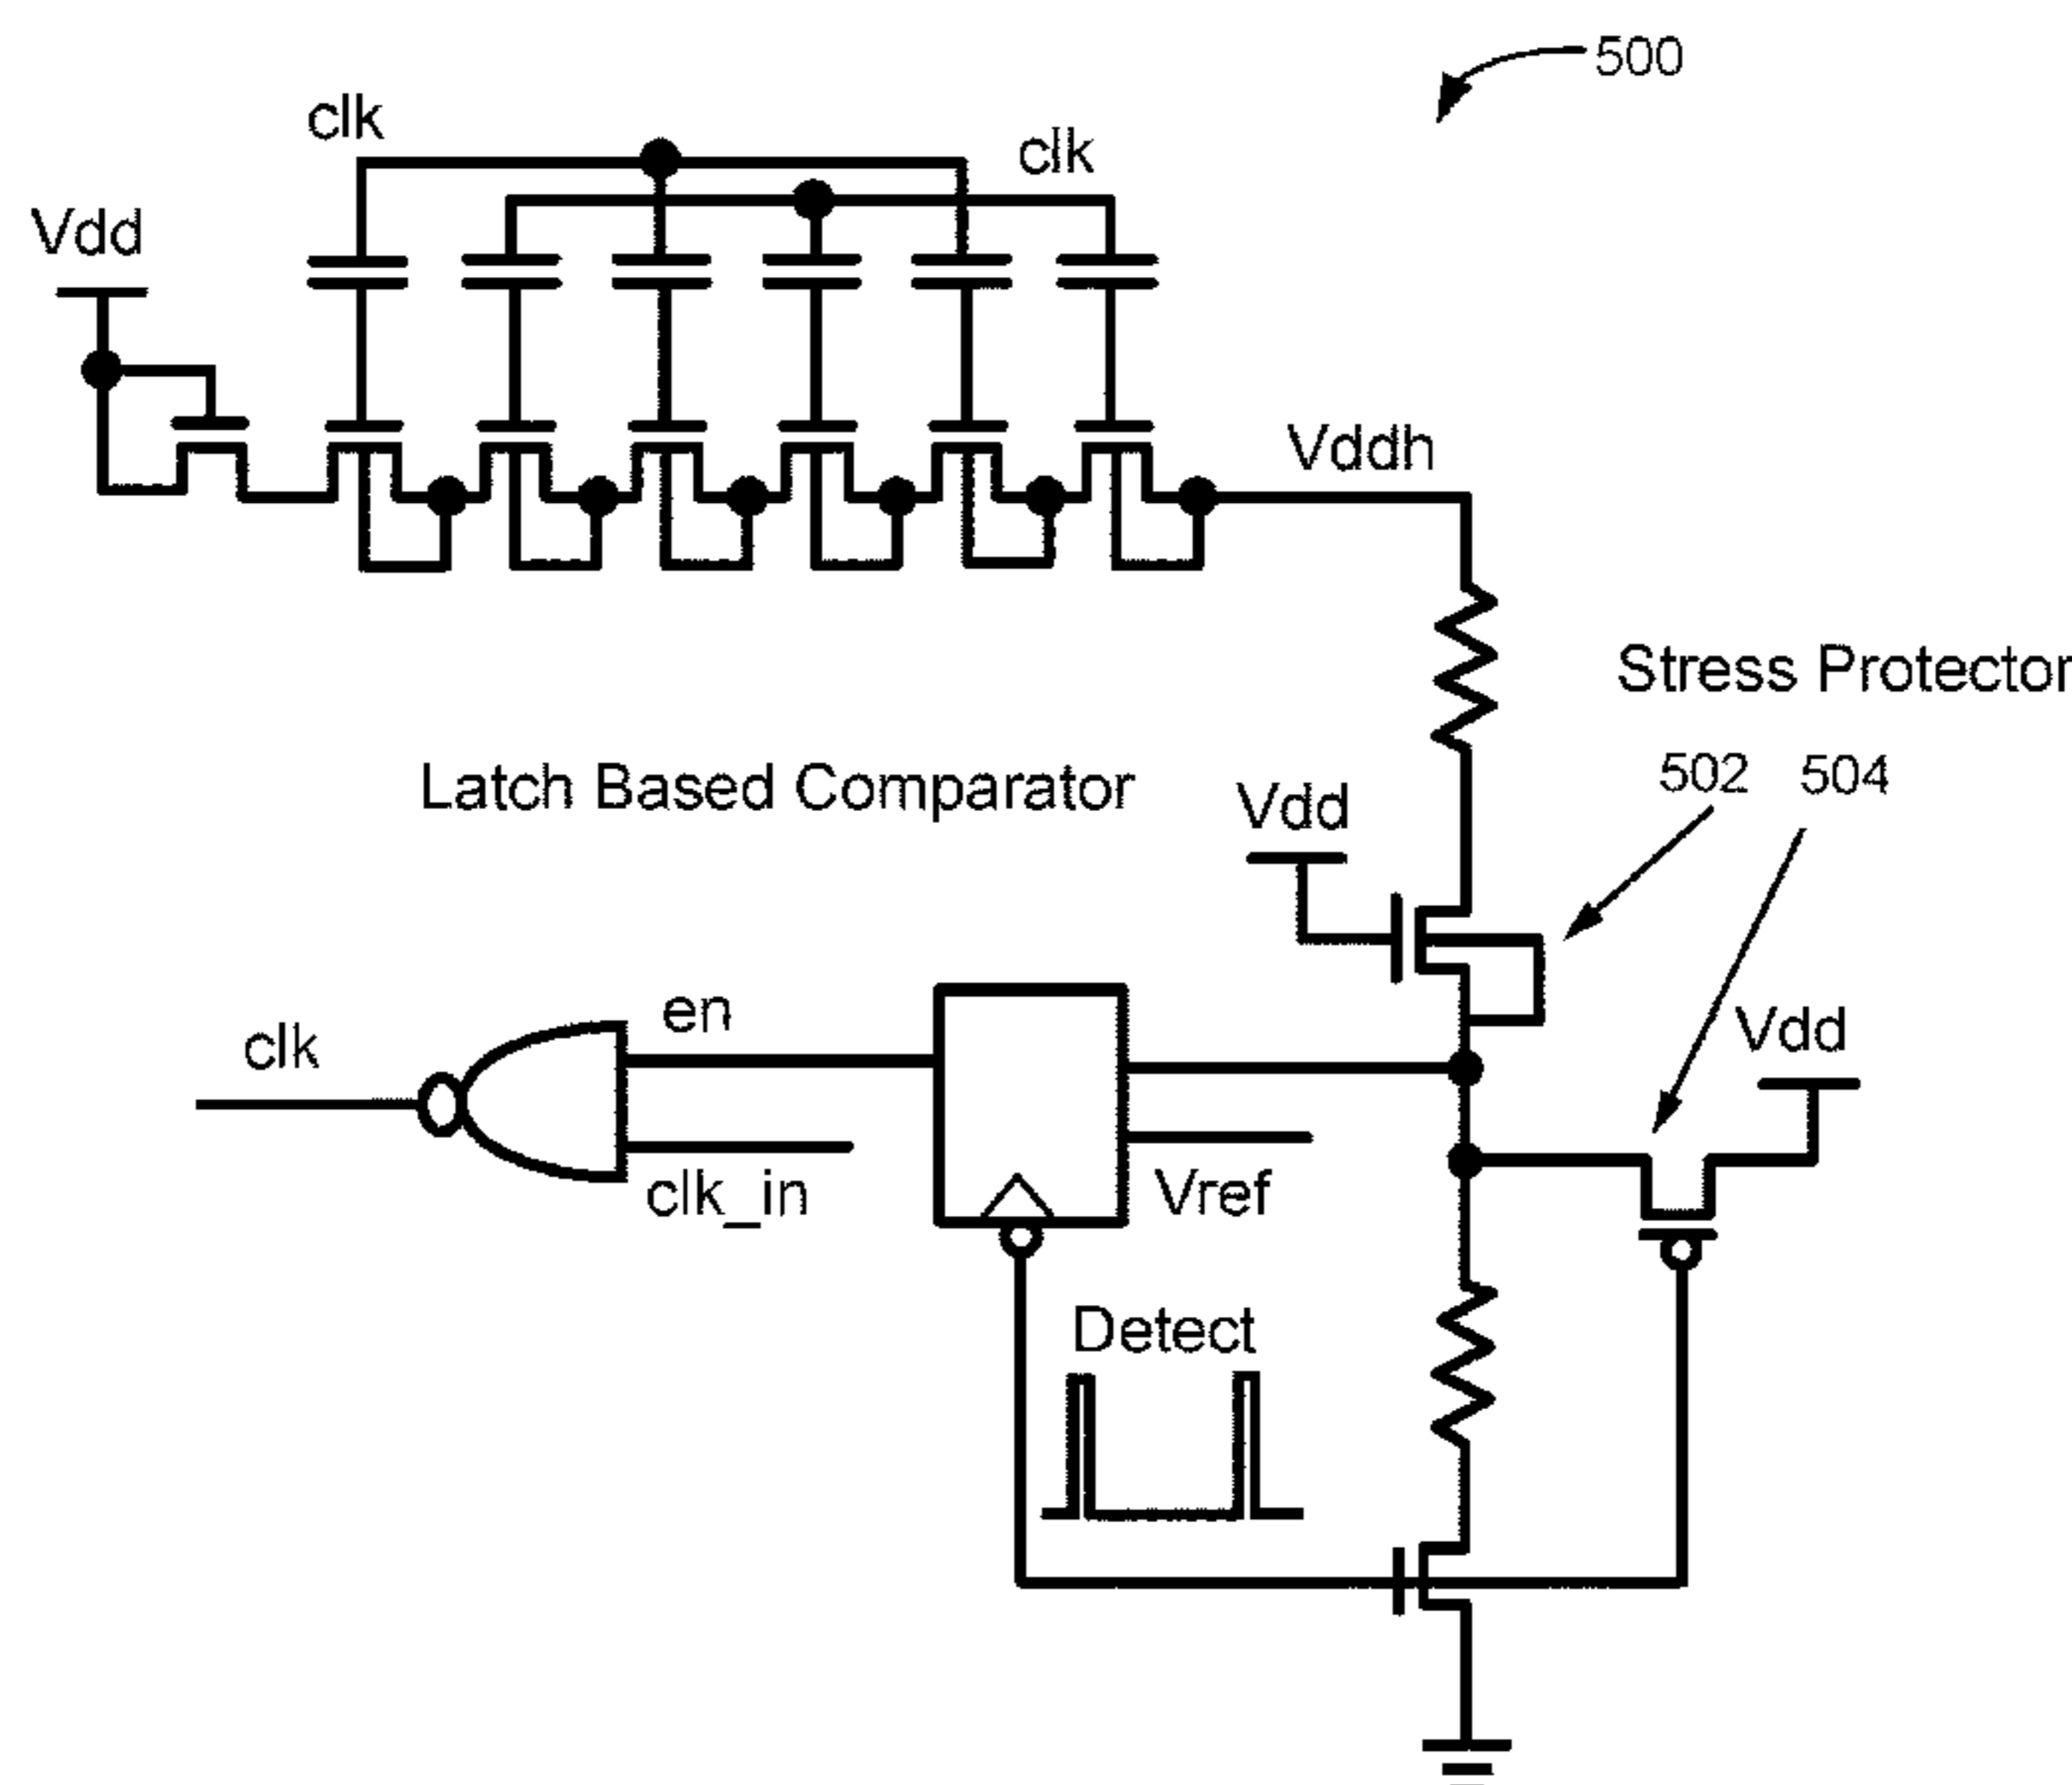 500
clk
clk
Vdd
Vddh
Stress Protector
502
504
Latch Based Comparator
Vdd
en
clk
Vdd
clk_in
Vref
Detect